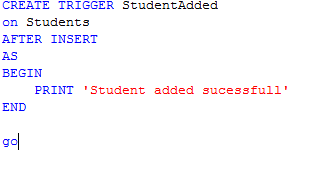 CREATE TRIGGER StudentAdded
on Students
AFTER INSERT
AS
BEGIN
    PRINT 'Student added sucessfull'
END
go